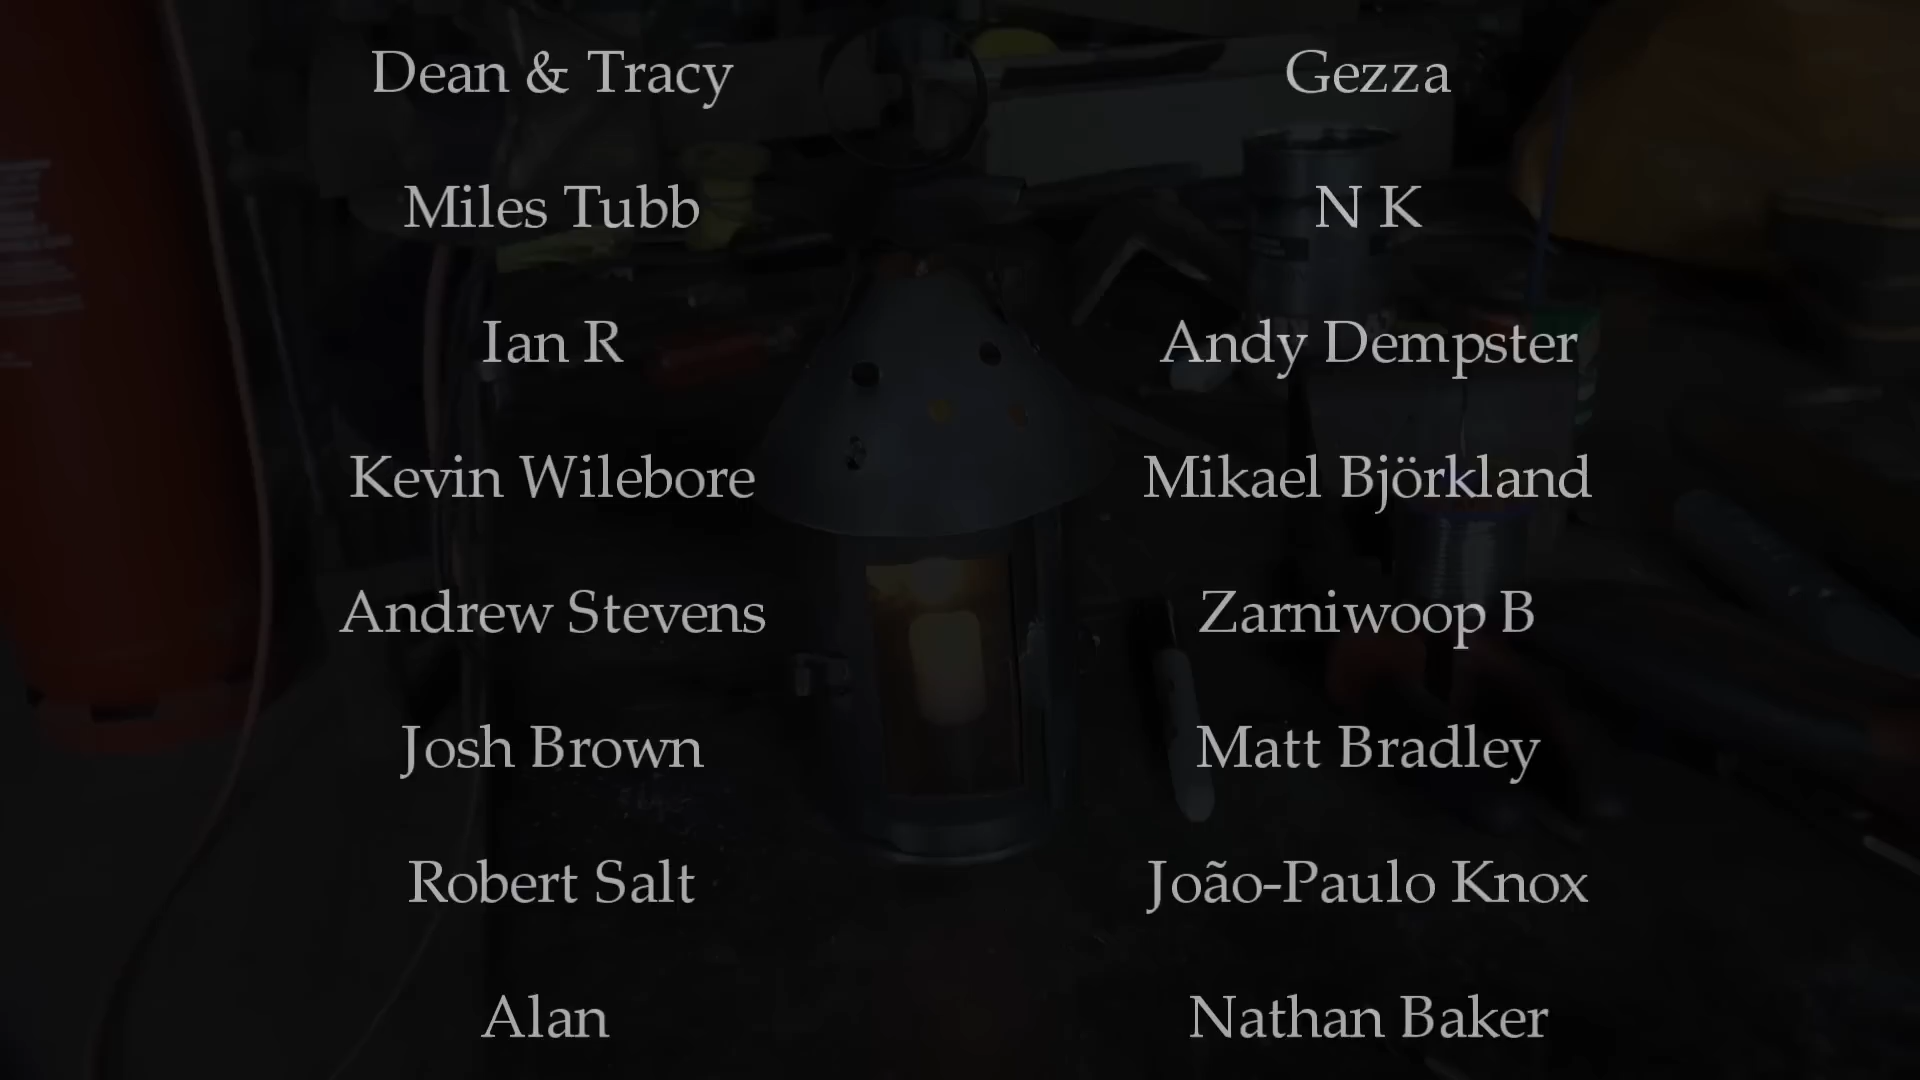 Dean & Tracy
Gezza
Miles Tubb
N K
Ian R
Andy Dempster
Kevin Wilebore
Mikael Björkland
Andrew Stevens
Zarniwoop B
Josh Brown
Matt Bradley
Robert Salt
João-Paulo Knox
Alan
Nathan Baker